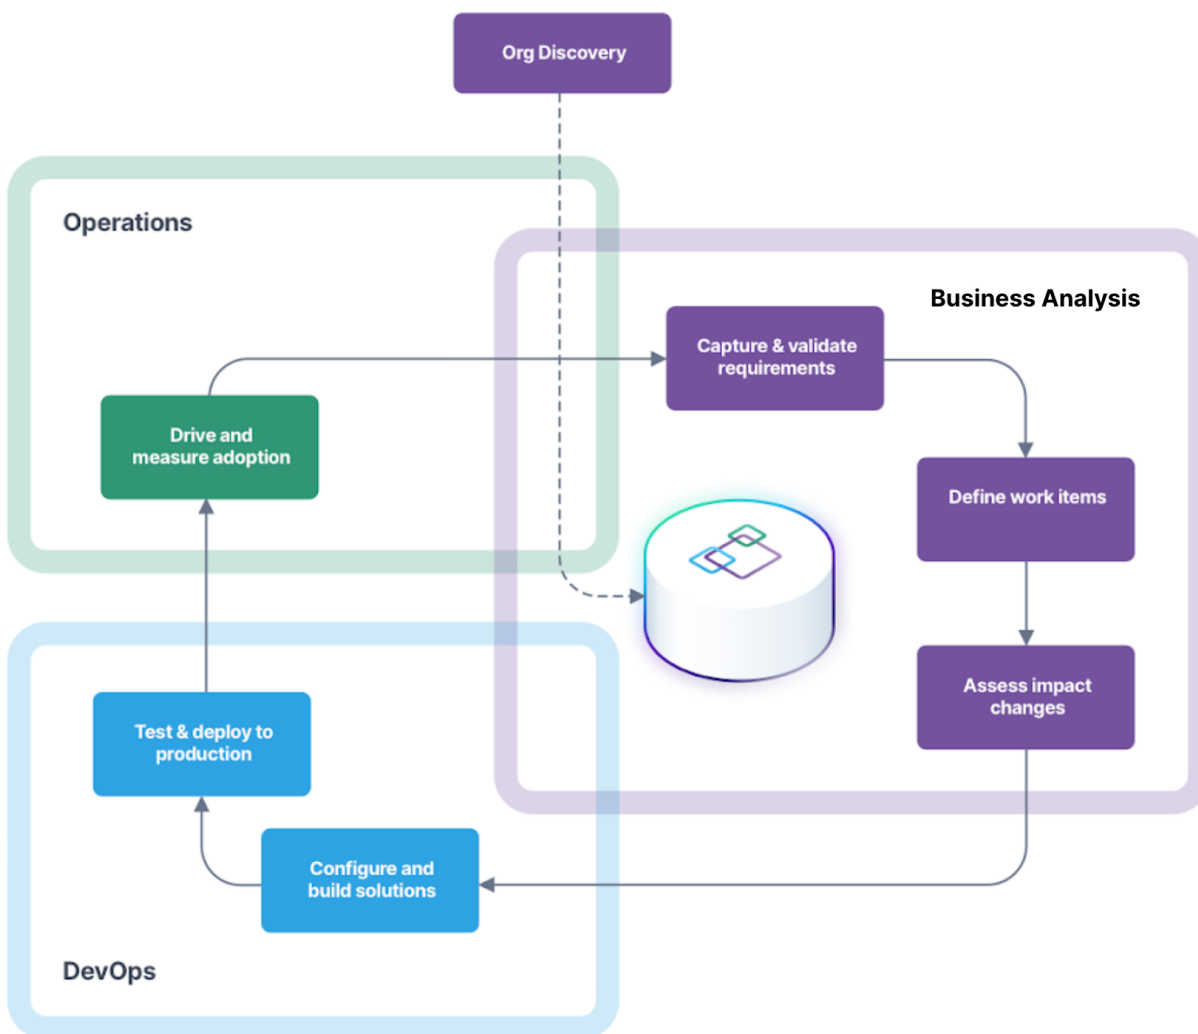 Org Discovery
Operations
Business Analysis
Capture & validate
requirements
Drive and
measure adoption
Define work items
Assess impact
changes
Test & deploy to
production
Configure and
build solutions
DevOps